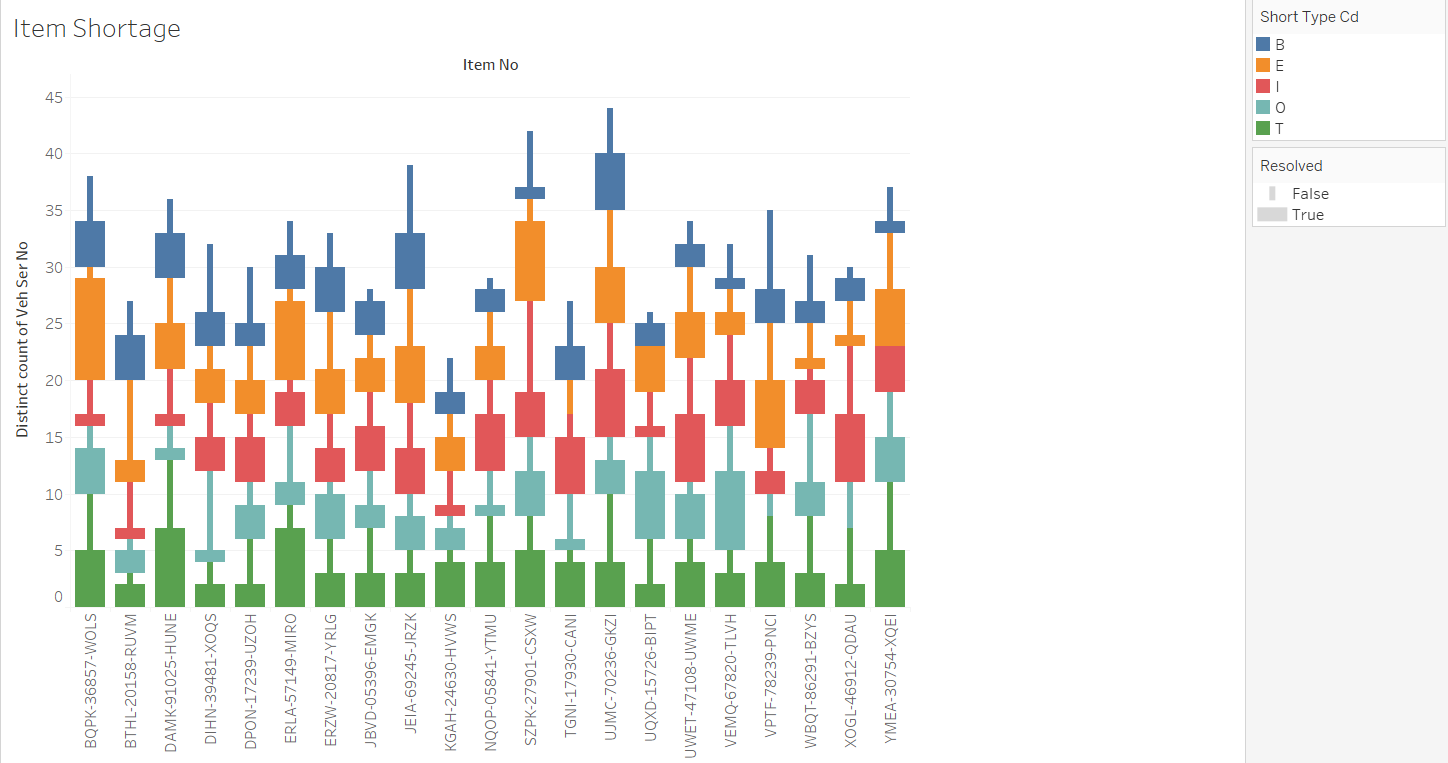 Item Shortage
Item No
Distinct count of Veh Ser No
45
40
35
30
25
20
15
10
5
0
BQPK-36857-WOLS
BTHL-20158-RUVM
DAMK-91025-HUNE
DIHN-39481-XOQS
DPON-17239-UZOH
ERLA-57149-MIRO
ERZW-20817-YRLG
JBVD-05396-EMGK
JEIA-69245-JRZK
KGAH-24630-HVWS
NQOP-05841-YTMU
SZPK-27901-CSXW
TGNI-17930-CANI
UJMC-70236-GKZI
UQXD-15726-BIPT
UWET-47108-UWME
VEMQ-67820-TLVH
VPTF-78239-PNCI
WBQT-86291-BZYS
XOGL-46912-QDAU
YMEA-30754-XQEI
Short Type Cd
B
E
I
O
T
Resolved
False
True